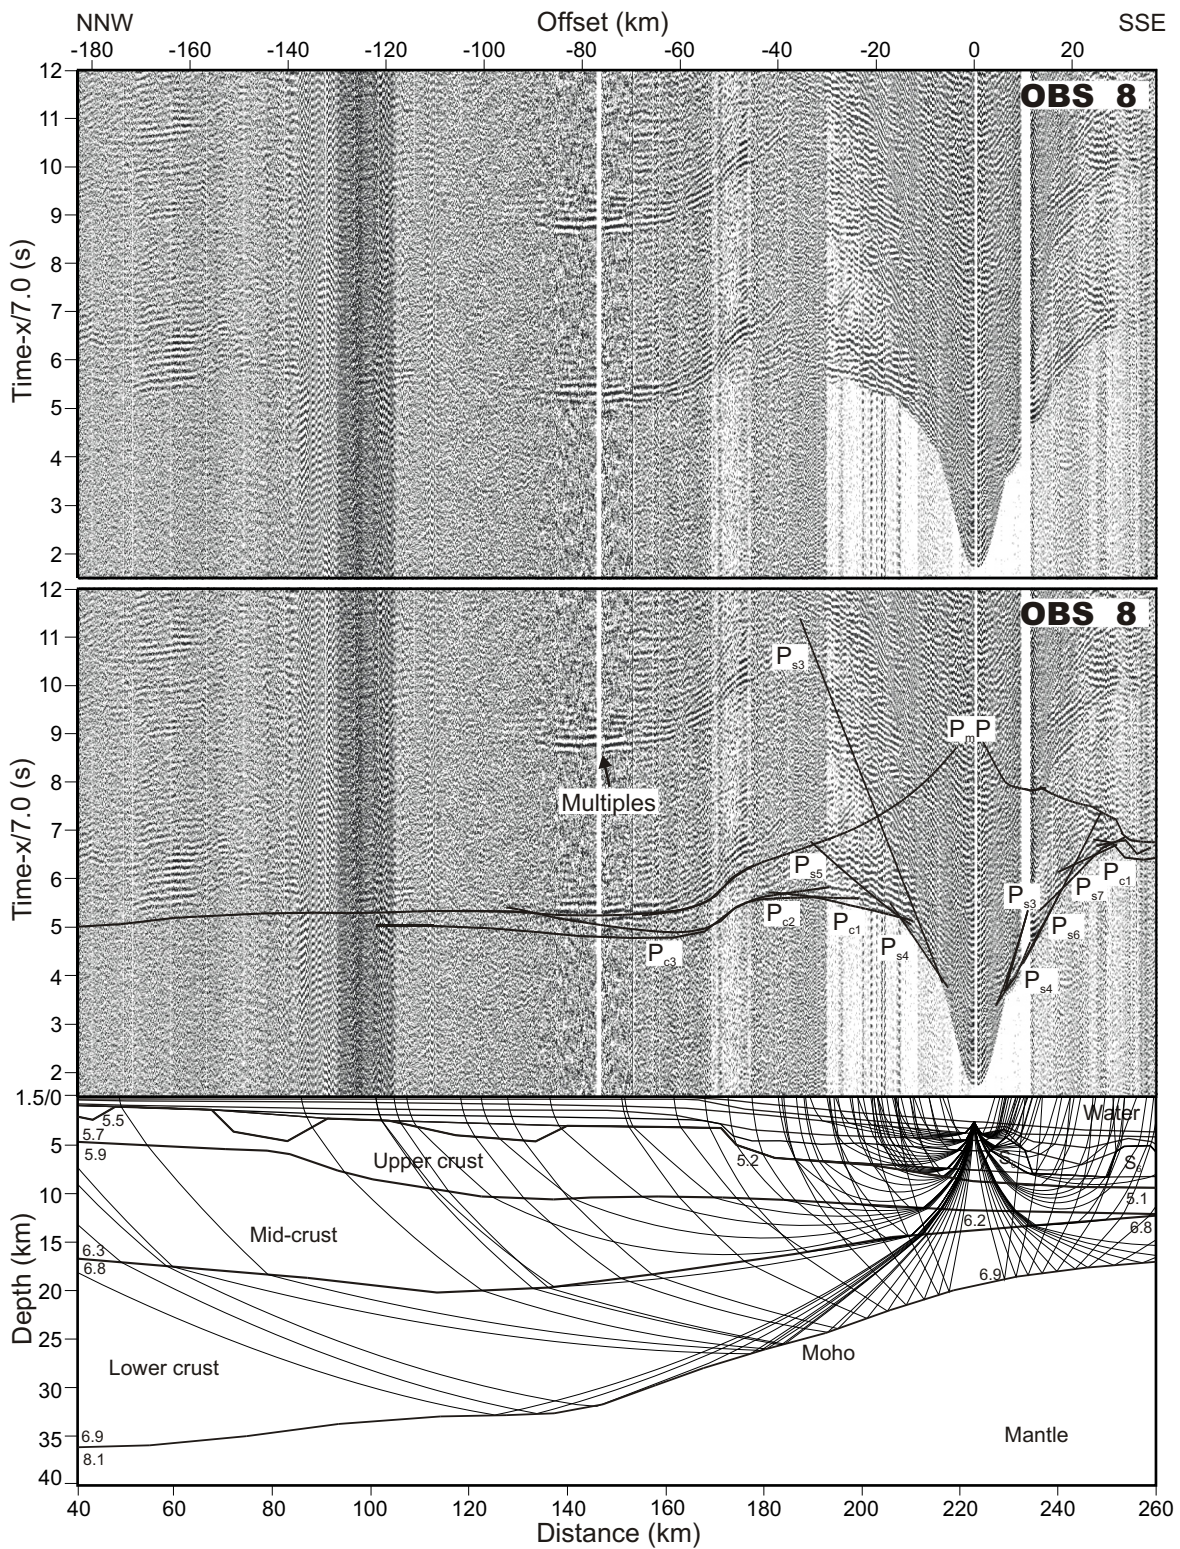 NNW Offset (km) SSE
-180 -160 -140 -120 -100 -80 -60 -40 -20 0 20
12
OBS 8
11
10
9
8
7
6
5
4
3
2
Time-x/7.0 (s)
12
OBS 8
11
Ps3
10
9
PmP
8
Multiples
7
6
Ps5
Pc1
Ps7
Ps3
Pc2
Pc1
Ps6
5
Ps4
Pc3
4
Ps4
3
2
Time-x/7.0 (s)
1.5/0
Water
5.5
5.7
5
5.9
Upper crust
5.2
5.1
10
Mid-crust
6.2
6.8
15
6.3
6.8
6.9
20
25
Moho
Lower crust
30
35
6.9
Mantle
8.1
40
Depth (km)
40 60 80 100 120 140 160 180 200 220 240 260
Distance (km)